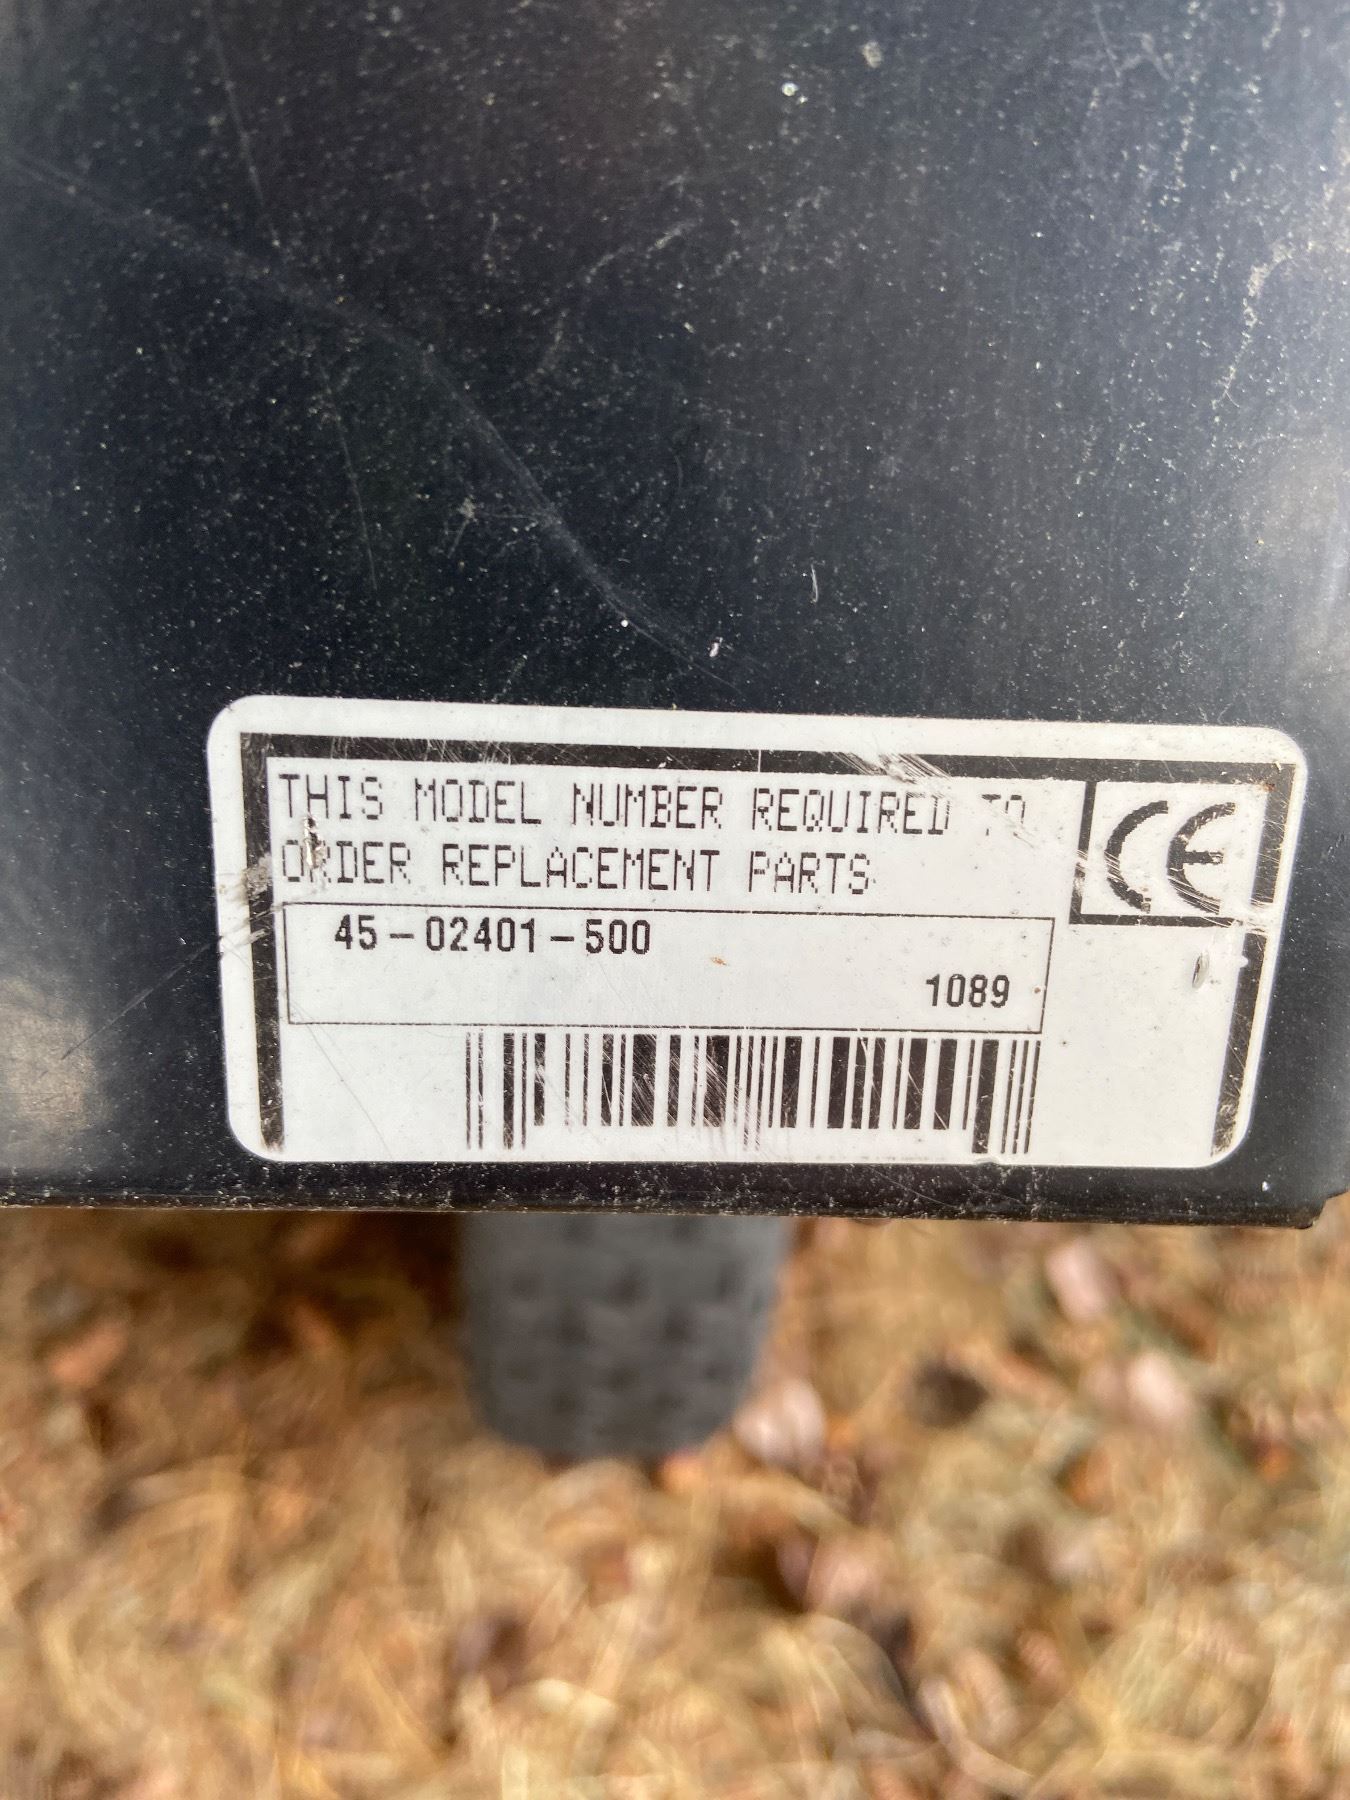 THIS MODEL NUMBER REQUIRED TO
ORDER REPLACEMENT PARTS
CE
45-02401-500
1089